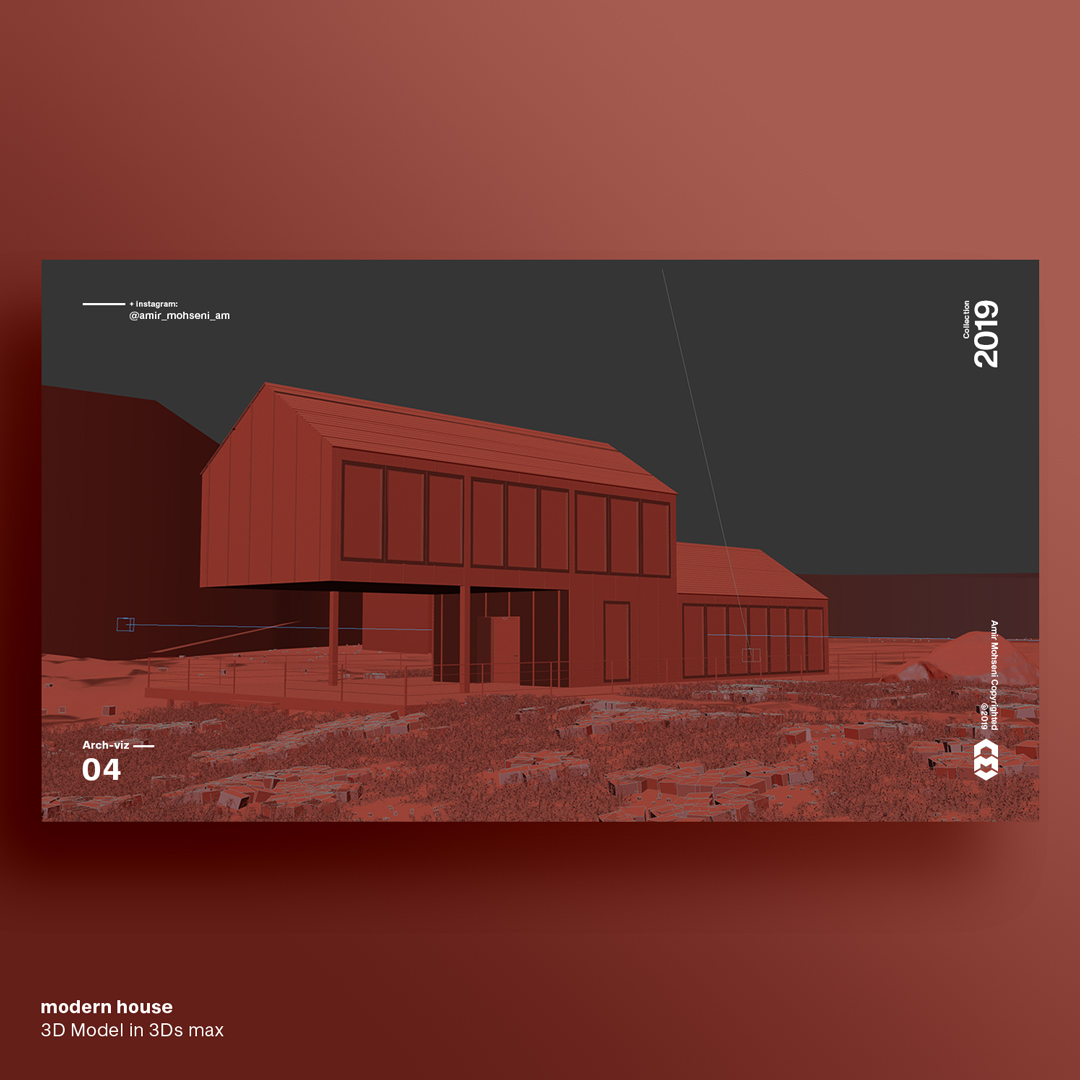 + instagram:
@amir_mohseni_am
Collection
2019
Amir Mohseni Copyrighted
©2019
Arch-viz
04
modern house
3D Model in 3Ds max